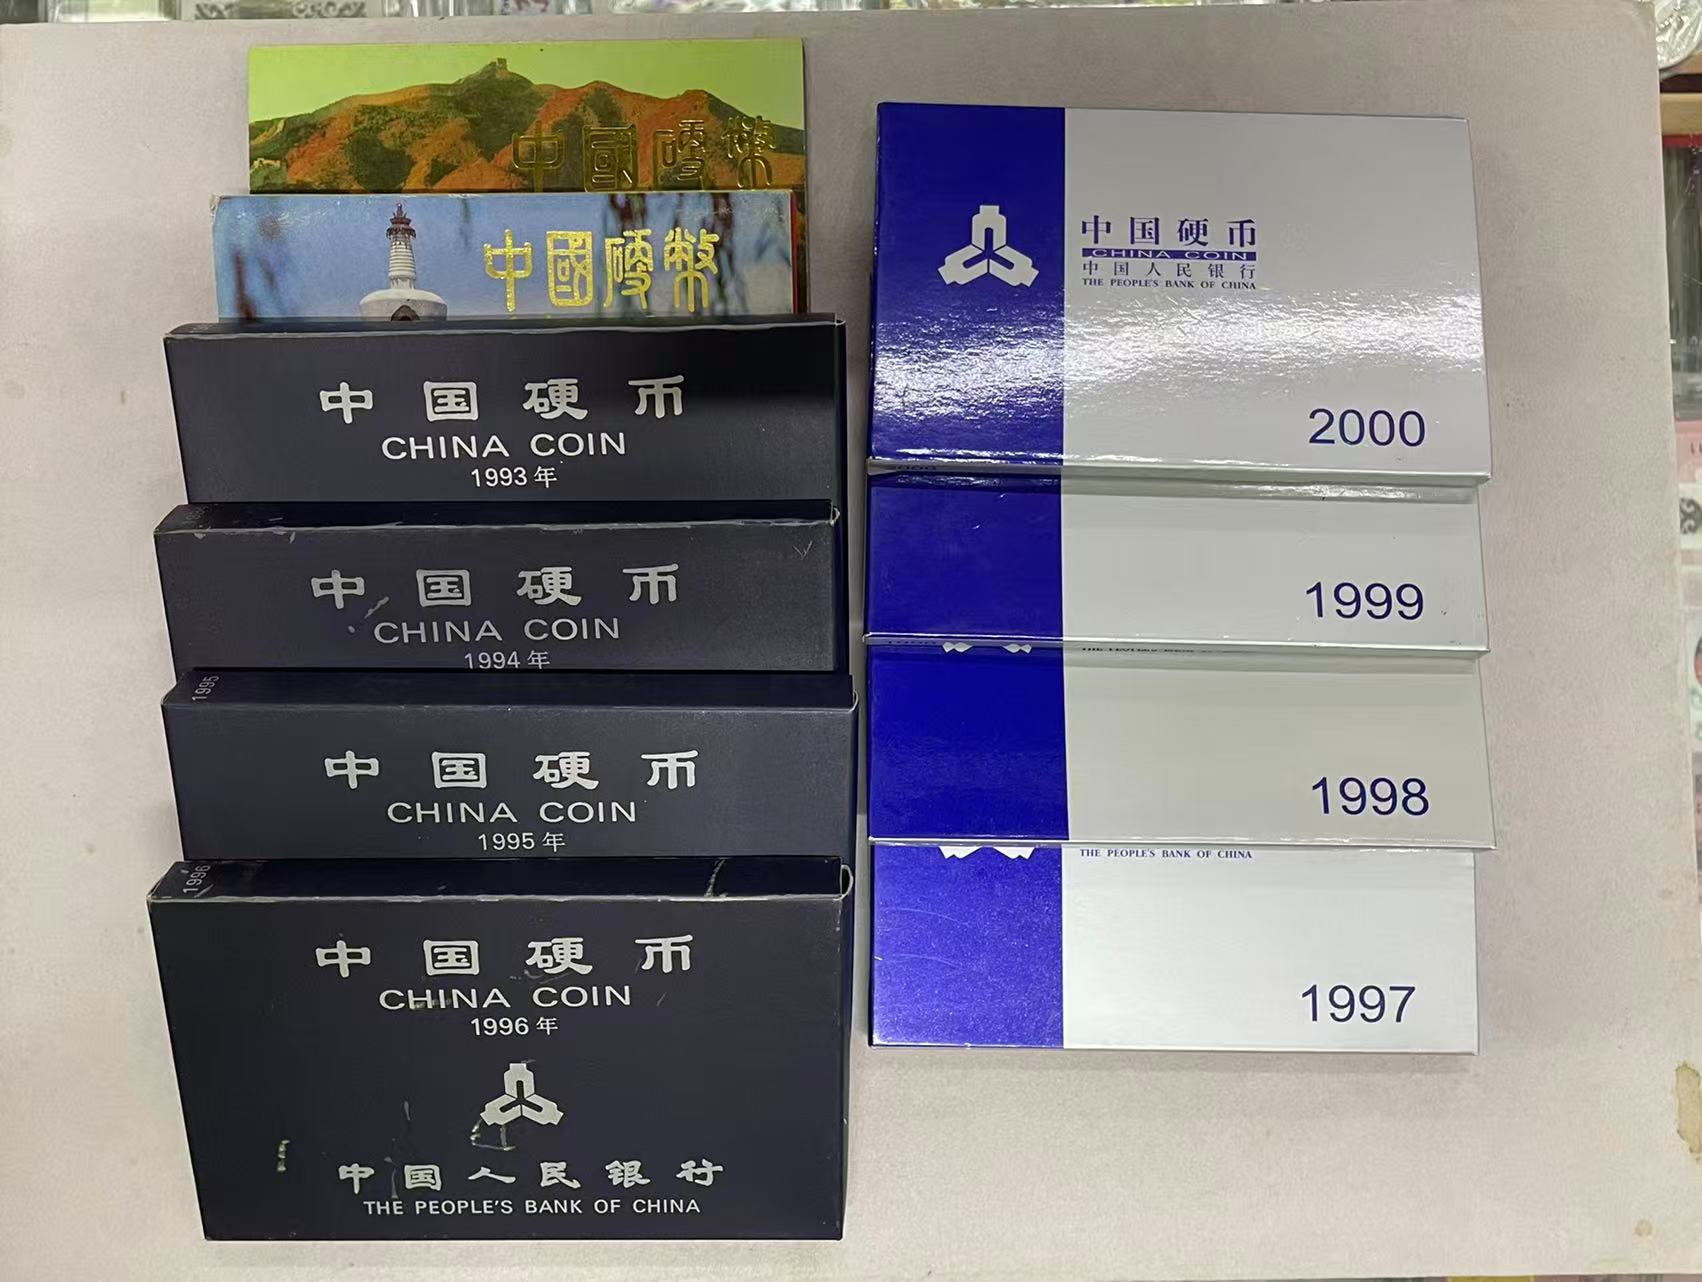 中國硬幣
中國硬幣
中国硬币
CHINA COIN
1993年
中国硬币
CHINA COIN
1994年
1995
中国硬币
CHINA COIN
1995年
1996
中国硬币
CHINA COIN
1996年
中国人民银行
THE PEOPLE'S BANK OF CHINA
中国硬币
CHINA COIN
中国人民银行
THE PEOPLE'S BANK OF CHINA
2000
1999
1998
THE PEOPLE'S BANK OF CHINA
1997